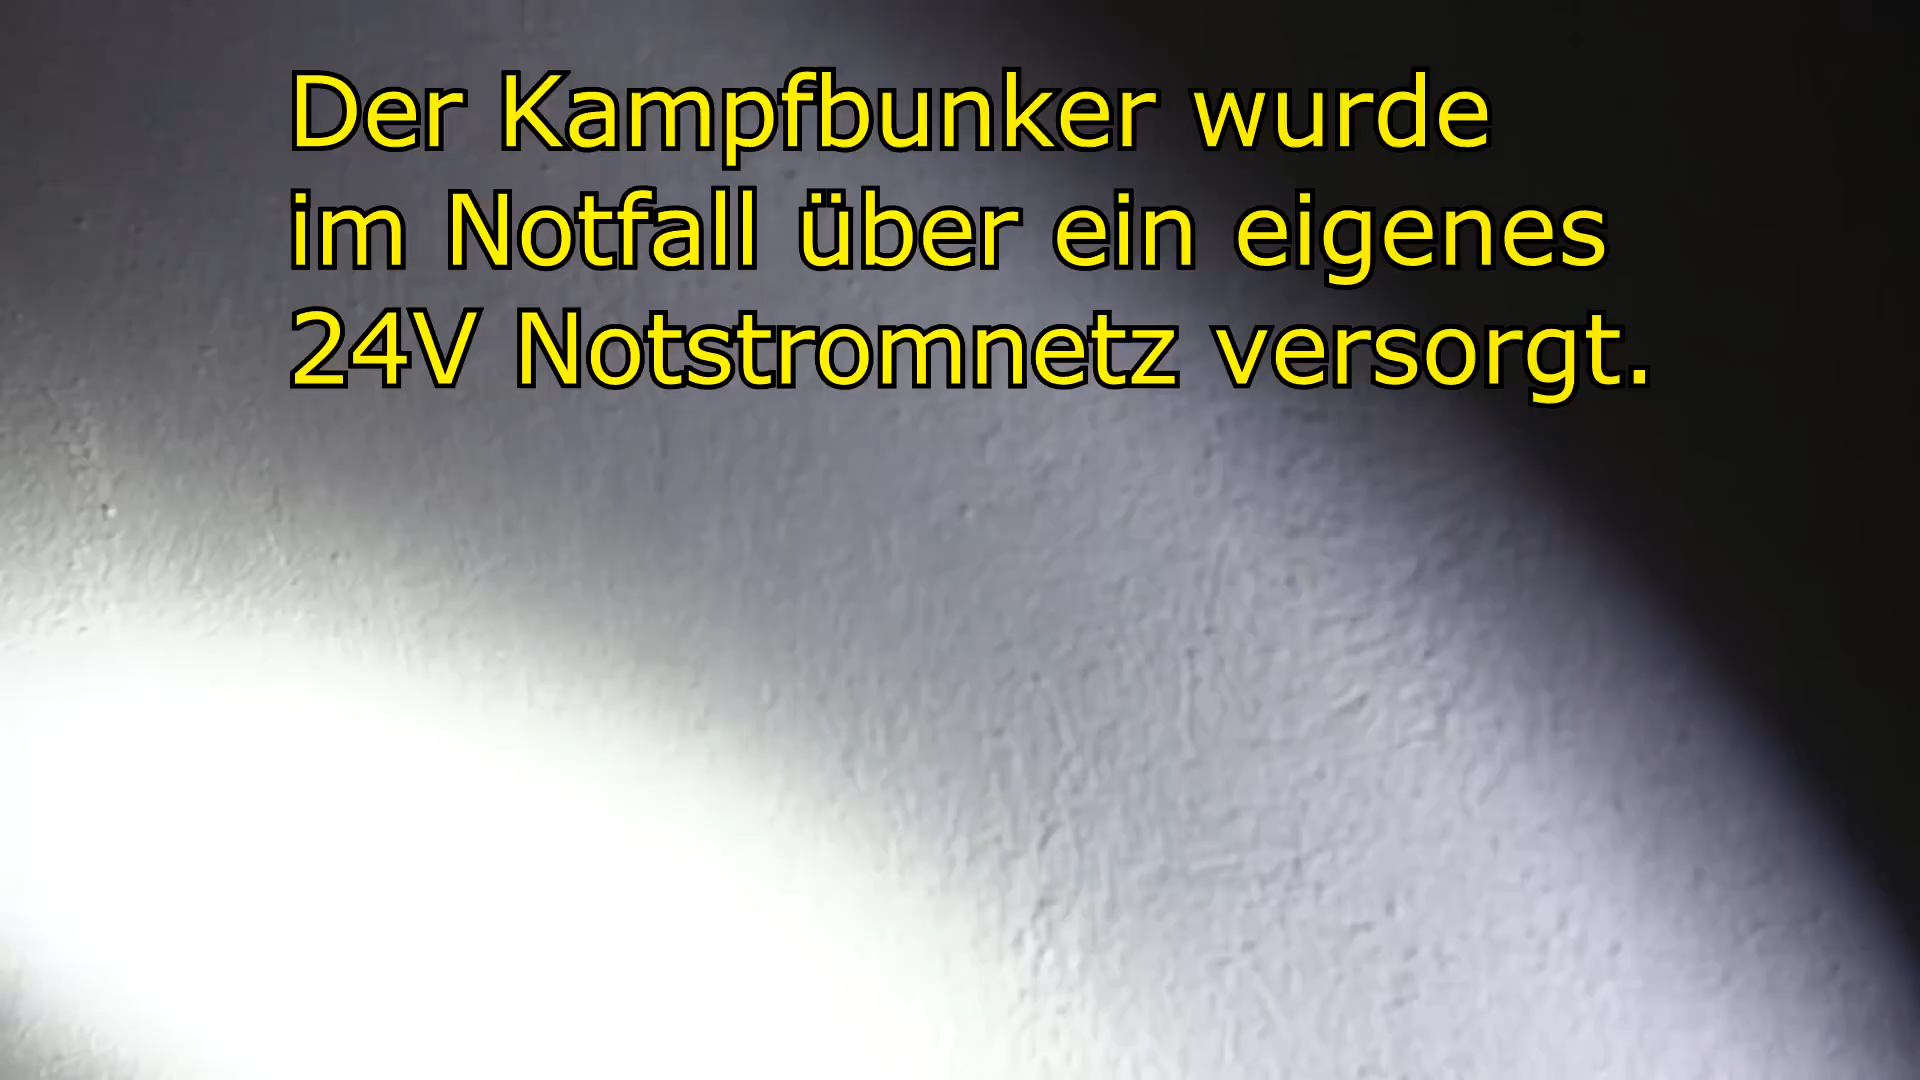 Der Kampfbunker wurde
im Notfall über ein eigenes
24V Notstromnetz versorgt.